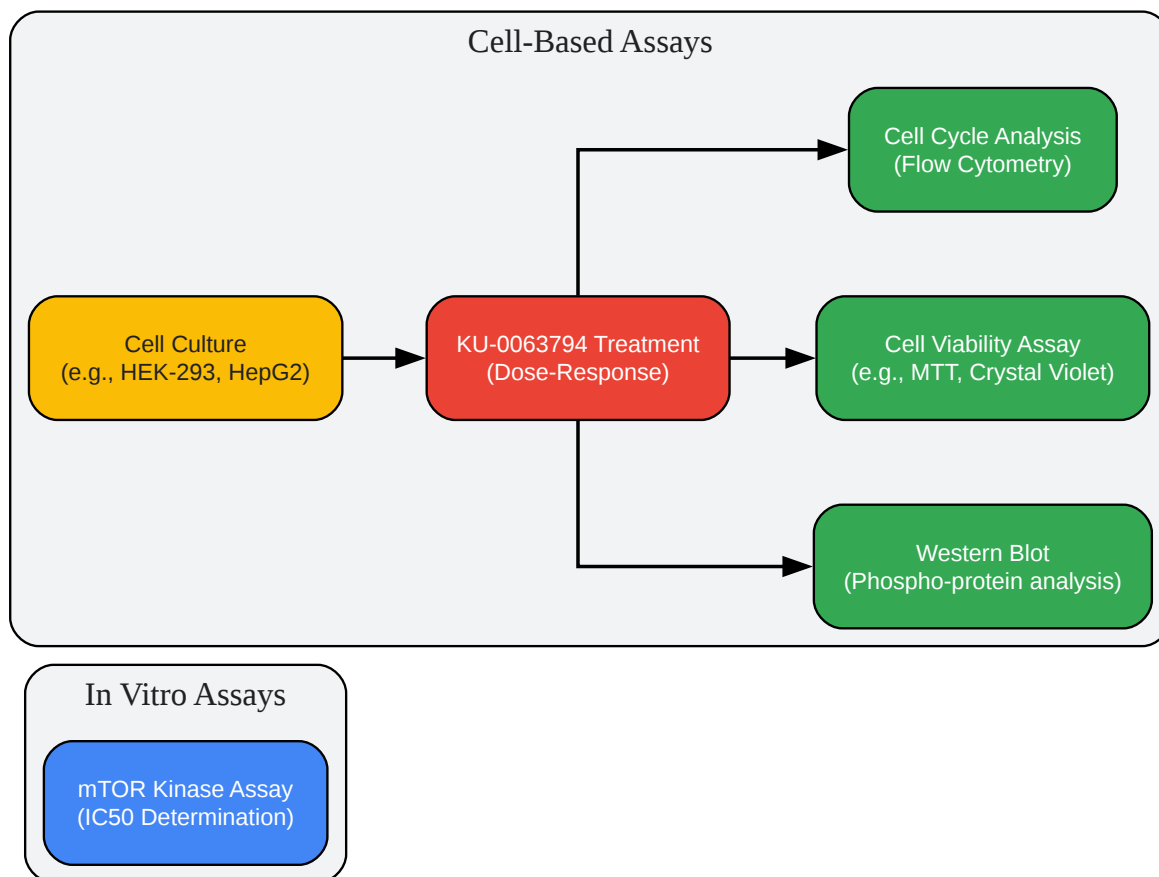 Cell-Based Assays
Cell Cycle Analysis
(Flow Cytometry)
Cell Culture
(e.g., HEK-293, HepG2)
KU-0063794 Treatment
(Dose-Response)
Cell Viability Assay
(e.g., MTT, Crystal Violet)
Western Blot
(Phospho-protein analysis)
In Vitro Assays
mTOR Kinase Assay
(IC50 Determination)